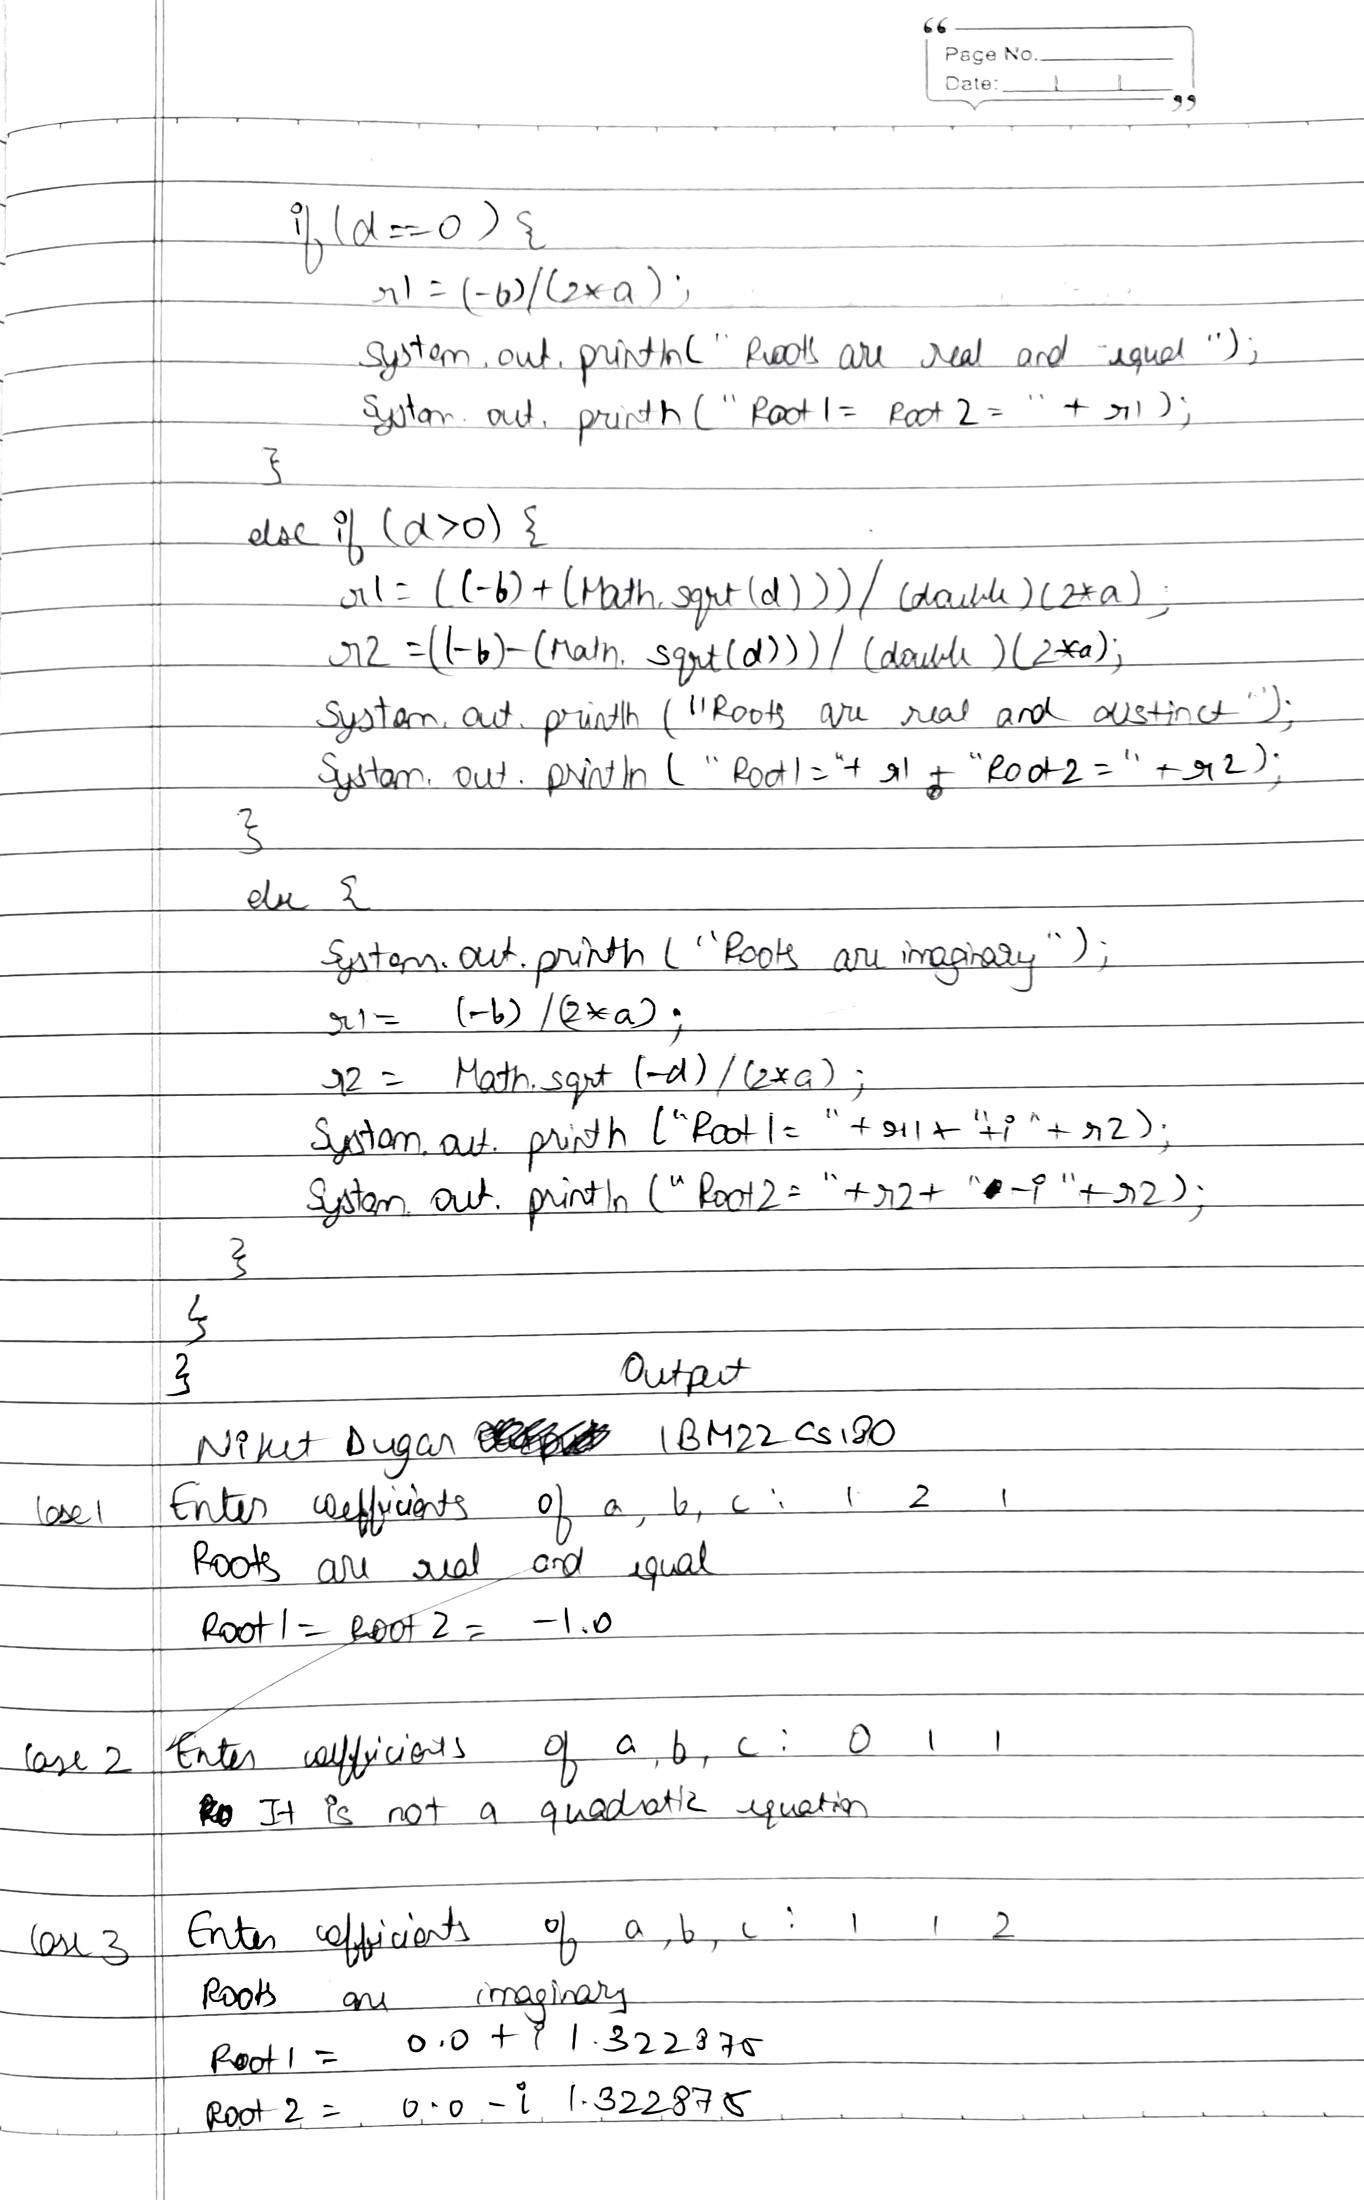 Page No.
Date:
if (d==0) {
r1 = (-b)/(2*a);
System.out.println(" Roots are real and equal ");
System.out.println(" Root 1 = Root 2 = " + r1);
}
else if (d>0) {
r1 = ((-b)+(Math.sqrt(d)))/(double)(2*a);
r2 = ((-b)-(Math.sqrt(d)))/(double)(2*a);
System.out.println ("Roots are real and distinct ");
System.out.println ( " Root1 = "+ r1 + "Root 2 = " + r2);
}
else {
System.out.println ("Roots are imaginary");
r1 = (-b) /(2*a);
r2 = Math.sqrt (-d) / (2*a);
System.out.println ("Root 1 = " + r1 + "+i" + r2);
System.out.println (" Root 2 = "+r2+ "-i"+r2);
}
}
}
Output
Niket Dugar 1BM22CS180
Case 1 Enter coefficients of a, b, c : 1 2 1
Roots are real and equal
Root 1 = Root 2 = -1.0
Case 2 Enter coefficients of a, b, c : 0 1 1
It is not a quadratic equation
Case 3 Enter coefficients of a, b, c : 1 1 2
Roots are imaginary
Root 1 = 0.0 + i 1.322875
Root 2 = 0.0 - i 1.322875